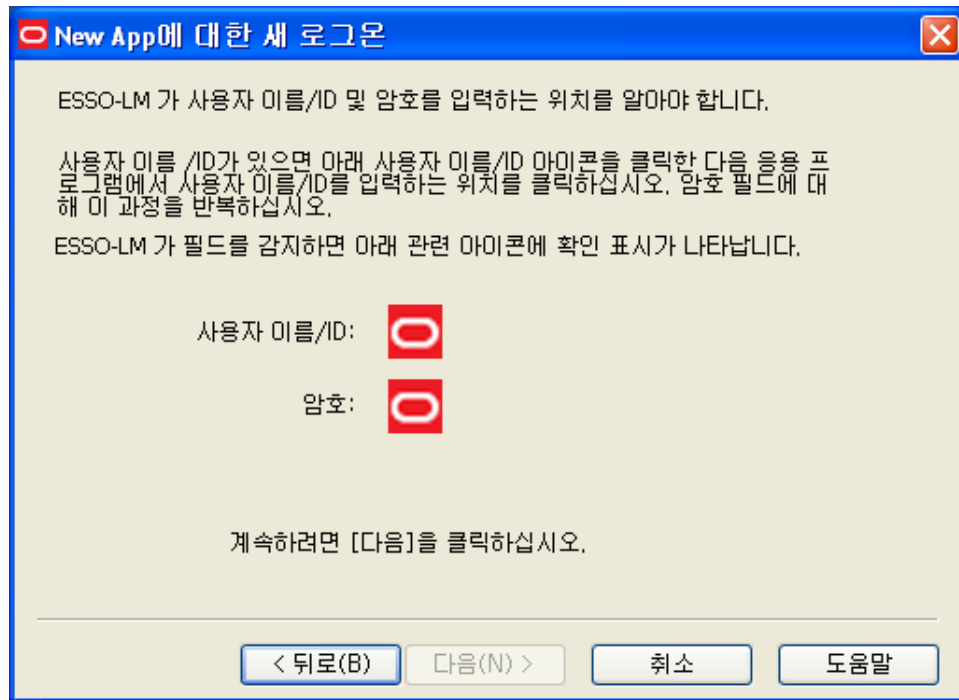 New App에 대한 새 로그온
ESSO-LM 가 사용자 이름/ID 및 암호를 입력하는 위치를 알아야 합니다.
사용자 이름 /ID가 있으면 아래 사용자 이름/ID 아이콘을 클릭한 다음 응용 프
로그램에서 사용자 이름/ID를 입력하는 위치를 클릭하십시오. 암호 필드에 대
해 이 과정을 반복하십시오.
ESSO-LM 가 필드를 감지하면 아래 관련 아이콘에 확인 표시가 나타납니다.
사용자 이름/ID:
암호:
계속하려면 [다음]을 클릭하십시오.
< 뒤로(B) 다음(N) > 취소 도움말